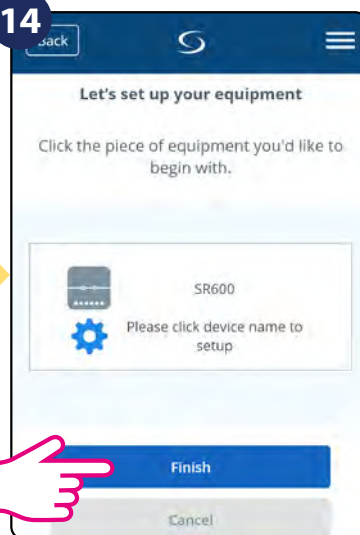 14
Back
Let's set up your equipment
Click the piece of equipment you'd like to
begin with.
SR600
Please click device name to
setup
Finish
Cancel